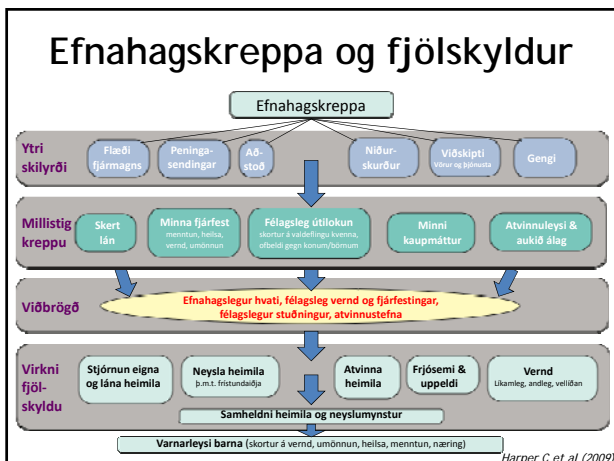 Efnahagskreppa og fjölskyldur
Efnahagskreppa
Ytri
skilyrði
Flæði
fjármagns
Peninga-
sendingar
Að-
stoð
Niður-
skurður
Viðskipti
Vörur og þjónusta
Gengi
Millistig
kreppu
Skert
lán
Minna fjárfest
menntun, heilsa,
vernd, umönnun
Félagsleg útilokun
skortur á valdeflingu kvenna,
ofbeldi gegn konum/börnum
Minni
kaupmáttur
Atvinnuleysi &
aukið álag
Viðbrögð
Efnahagslegur hvati, félagsleg vernd og fjárfestingar,
félagslegur stuðningur, atvinnustefna
Virkni
fjöl-
skyldu
Stjórnun eigna
og lána heimila
Neysla heimila
þ.m.t. frístundaiðja
Atvinna
heimila
Frjósemi &
uppeldi
Vernd
Líkamleg, andleg, vellíðan
Samheldni heimila og neyslumynstur
Varnarleysi barna (skortur á vernd, umönnun, heilsa, menntun, næring)
Harper C et al (2009)